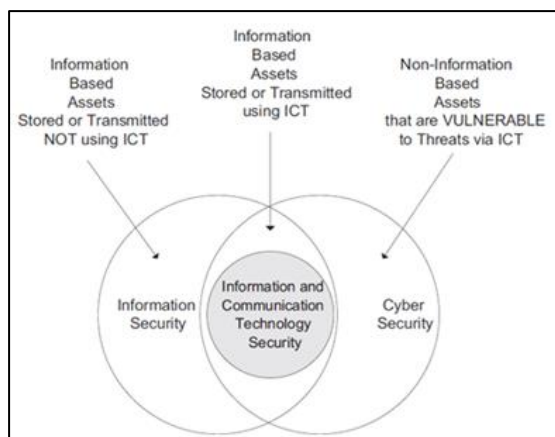 Information
Based
Assets
Stored or Transmitted
NOT using ICT
Information
Based
Assets
Stored or Transmitted
using ICT
Non-Information
Based
Assets
that are VULNERABLE
to Threats via ICT
Information
Security
Information and
Communication
Technology
Security
Cyber
Security